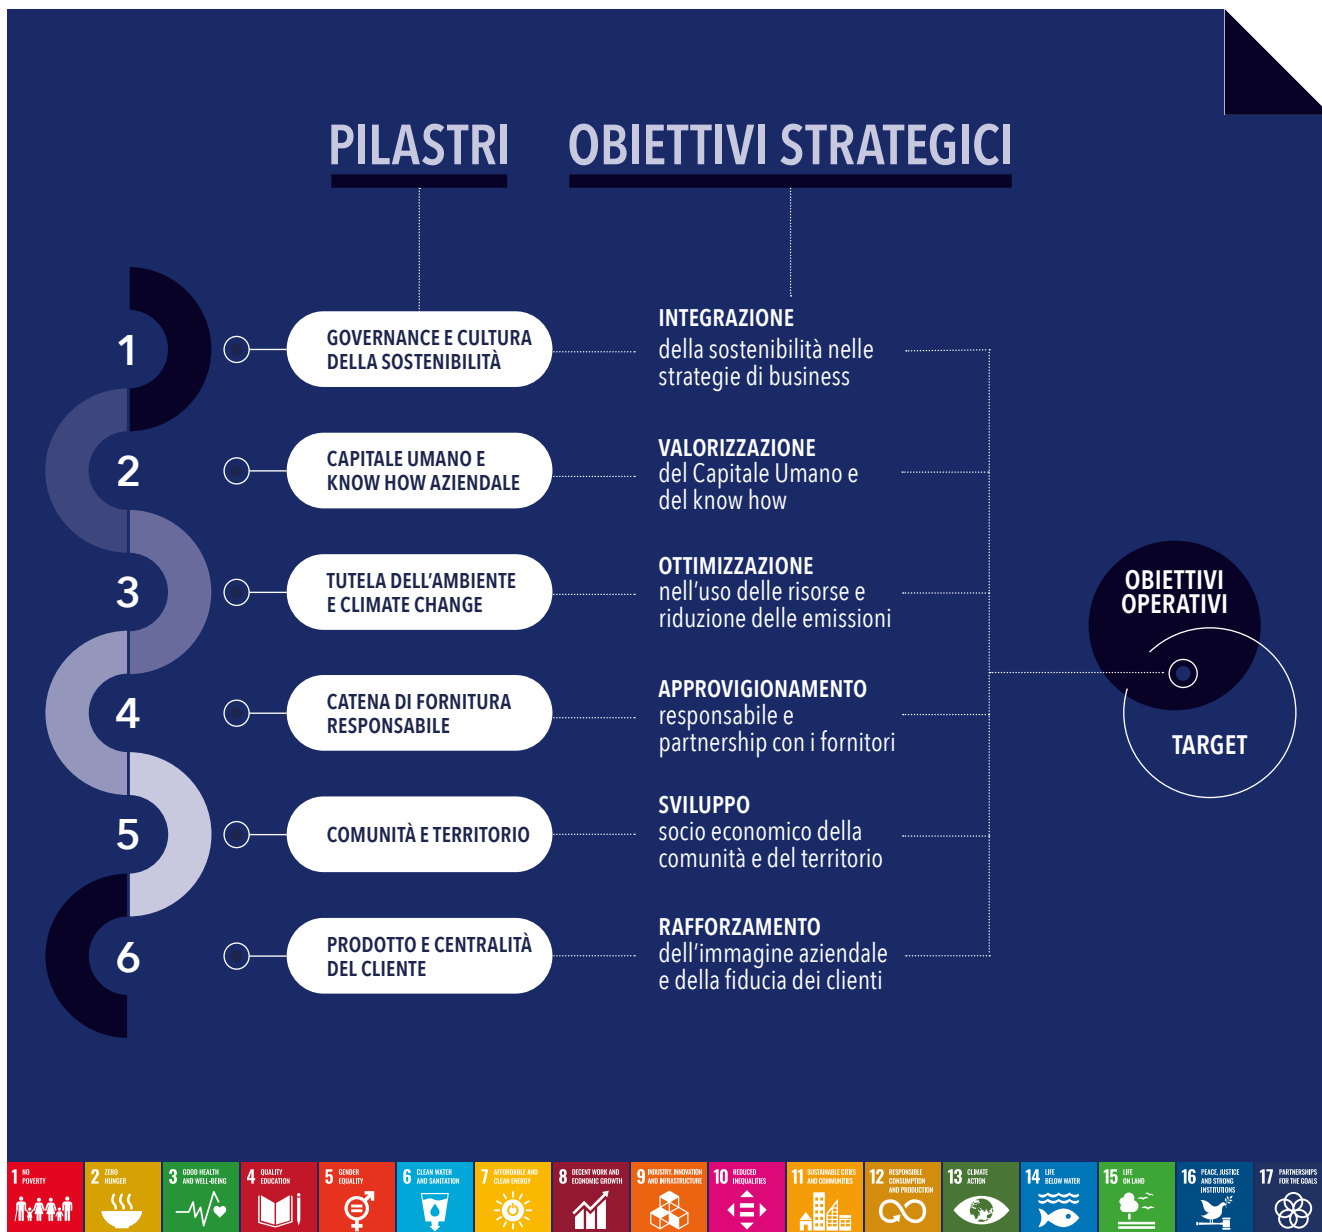 PILASTRI
OBIETTIVI STRATEGICI
1
GOVERNANCE E CULTURA
DELLA SOSTENIBILITÀ
INTEGRAZIONE
della sostenibilità nelle
strategie di business
2
CAPITALE UMANO E
KNOW HOW AZIENDALE
VALORIZZAZIONE
del Capitale Umano e
del know how
3
TUTELA DELL’AMBIENTE
E CLIMATE CHANGE
OTTIMIZZAZIONE
nell’uso delle risorse e
riduzione delle emissioni
4
CATENA DI FORNITURA
RESPONSABILE
APPROVIGIONAMENTO
responsabile e
partnership con i fornitori
5
COMUNITÀ E TERRITORIO
SVILUPPO
socio economico della
comunità e del territorio
6
PRODOTTO E CENTRALITÀ
DEL CLIENTE
RAFFORZAMENTO
dell’immagine aziendale
e della fiducia dei clienti
OBIETTIVI
OPERATIVI
TARGET
1 NO
POVERTY
2 ZERO
HUNGER
3 GOOD HEALTH
AND WELL-BEING
4 QUALITY
EDUCATION
5 GENDER
EQUALITY
6 CLEAN WATER
AND SANITATION
7 AFFORDABLE AND
CLEAN ENERGY
8 DECENT WORK AND
ECONOMIC GROWTH
9 INDUSTRY, INNOVATION
AND INFRASTRUCTURE
10 REDUCED
INEQUALITIES
11 SUSTAINABLE CITIES
AND COMMUNITIES
12 RESPONSIBLE
CONSUMPTION
AND PRODUCTION
13 CLIMATE
ACTION
14 LIFE
BELOW WATER
15 LIFE
ON LAND
16 PEACE, JUSTICE
AND STRONG
INSTITUTIONS
17 PARTNERSHIPS
FOR THE GOALS